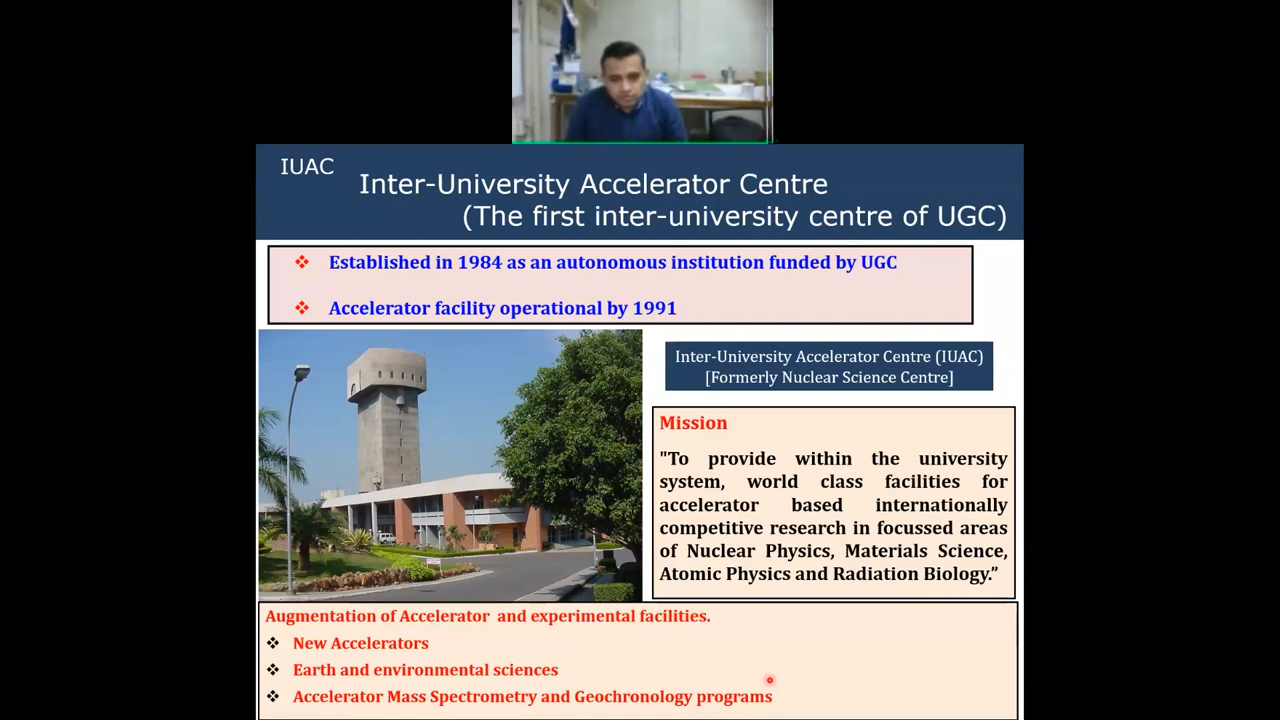 IUAC
Inter-University Accelerator Centre
(The first inter-university centre of UGC)
❖ Established in 1984 as an autonomous institution funded by UGC
❖ Accelerator facility operational by 1991
Inter-University Accelerator Centre (IUAC)
[Formerly Nuclear Science Centre]
Mission
"To provide within the university
system, world class facilities for
accelerator based internationally
competitive research in focussed areas
of Nuclear Physics, Materials Science,
Atomic Physics and Radiation Biology.”
Augmentation of Accelerator and experimental facilities.
❖ New Accelerators
❖ Earth and environmental sciences
❖ Accelerator Mass Spectrometry and Geochronology programs